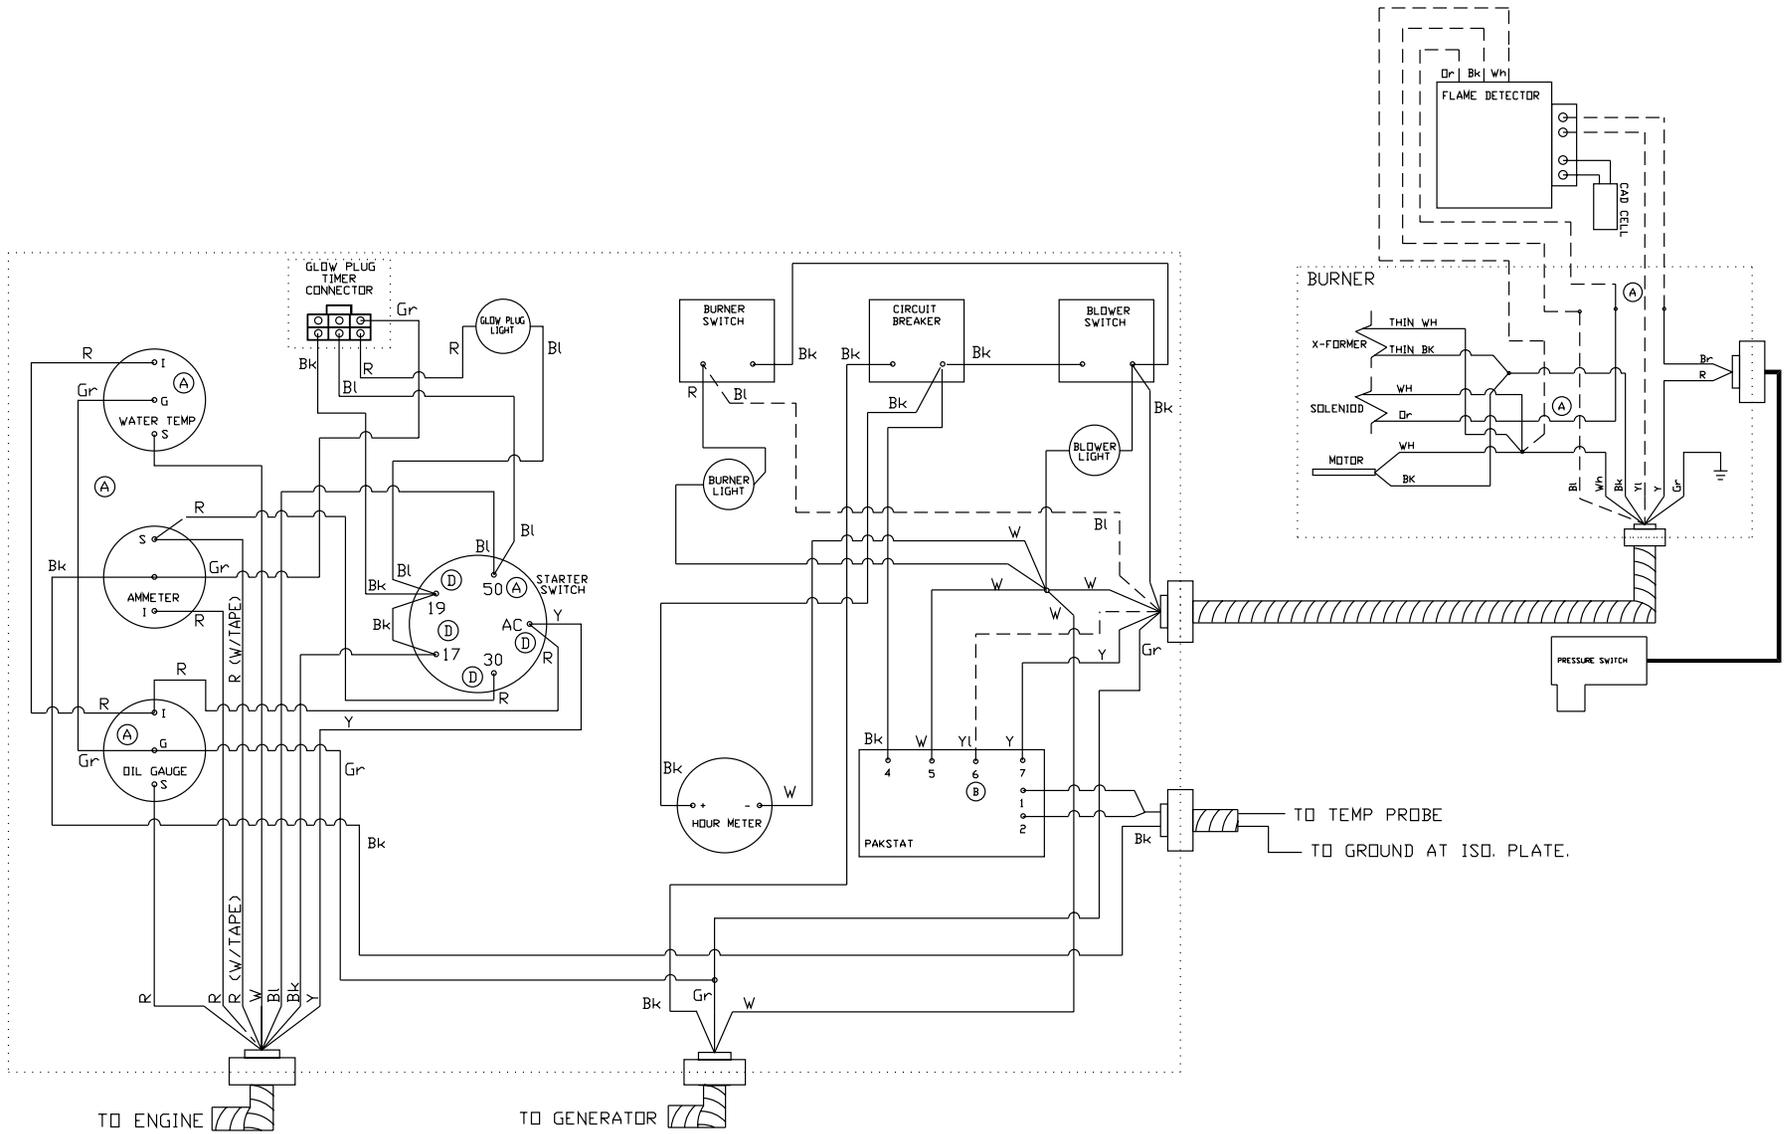 Or Bk Wh
FLAME DETECTOR
CAD CELL
BURNER
A
THIN WH
X-FORMER
THIN BK
WH
SOLENIOD
Or
A
WH
MOTOR
BK
Bl
Wh
Bk
Yl
Y
Gr
Br
R
PRESSURE SWITCH
GLOW PLUG
TIMER
CONNECTOR
Gr
GLOW PLUG
LIGHT
R
Bl
Bk
Bl
R
R
I
A
Gr
G
WATER TEMP
S
A
R
S
Bk
Gr
AMMETER
I
R
R (W/TAPE)
R
R
I
A
G
OIL GAUGE
S
Gr
Gr
Bk
Bl
Bl
Bl
Bk
D
50
A
STARTER
SWITCH
19
Bk
D
AC
Y
D
17
30
R
D
R
Y
R
R
R (W/TAPE)
W
Bl
Bk
Y
TO ENGINE
BURNER
SWITCH
Bk
R
Bl
BURNER
LIGHT
CIRCUIT
BREAKER
Bk
Bk
Bk
BLOWER
SWITCH
Bk
BLOWER
LIGHT
Bl
W
W
W
W
Gr
Y
Bk
W
Yl
Y
4
5
6
7
B
1
2
PAKSTAT
Bk
+
-
W
HOUR METER
Bk
TO TEMP PROBE
TO GROUND AT ISO. PLATE.
Bk
Gr
W
TO GENERATOR